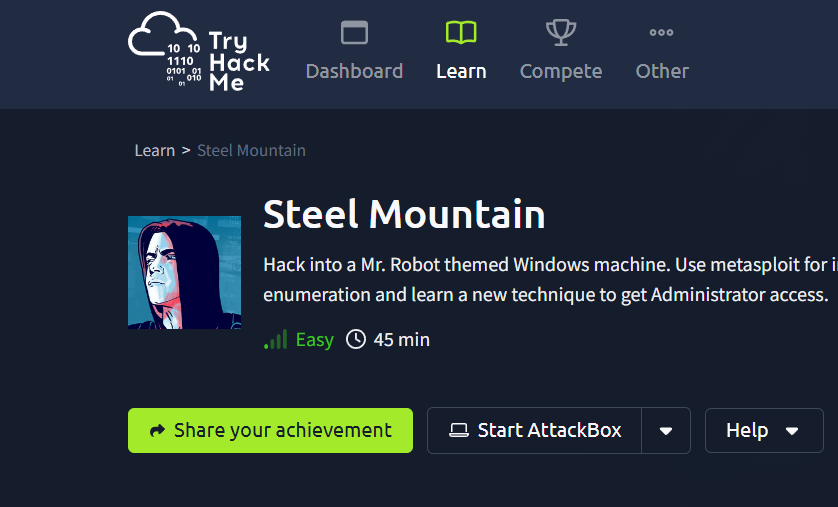 Try
Hack
Me
10 10
1110
0101 01
01 010
01
Dashboard
Learn
Compete
Other
Learn > Steel Mountain
Steel Mountain
Hack into a Mr. Robot themed Windows machine. Use metasploit for
enumeration and learn a new technique to get Administrator access.
Easy 45 min
Share your achievement
Start AttackBox
Help